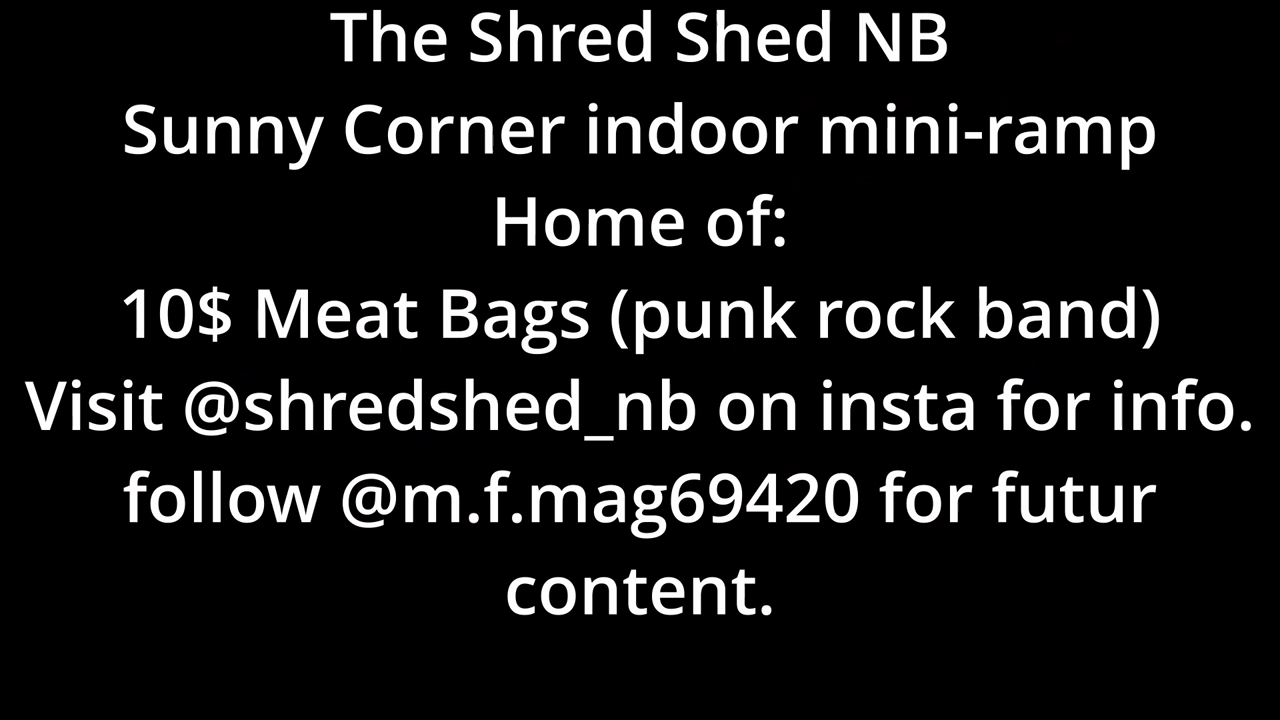 The Shred Shed NB
Sunny Corner indoor mini-ramp
Home of:
10$ Meat Bags (punk rock band)
Visit @shredshed_nb on insta for info.
follow @m.f.mag69420 for futur
content.